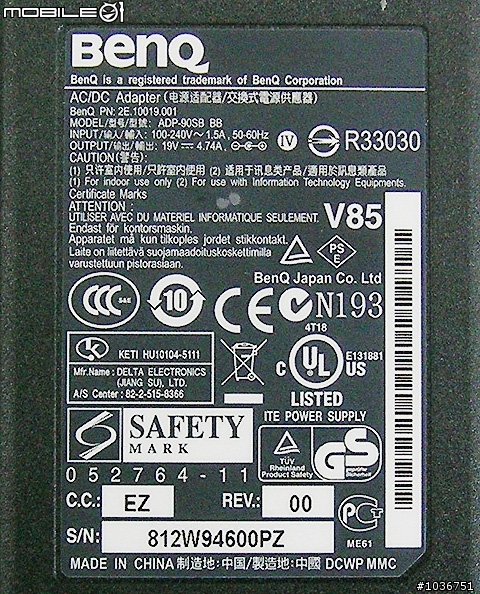 MOBILE01
BenQ
BenQ is a registered trademark of BenQ Corporation
AC/DC Adapter (电源适配器/交換式電源供應器)
BenQ PN: 2E.10019.001
MODEL/型号/型號: ADP-90SB BB
INPUT/输入/輸入: 100-240V~ 1.5A, 50-60Hz
OUTPUT/输出/輸出: 19V 4.74A,
IV
R33030
CAUTION(警告):
(1) 只许室内使用/只許室内使用 (2) 适用于讯息类产品/適用於訊息類產品
(1) For indoor use only (2) For use with Information Technology Equipments.
Certificate Marks
ATTENTION :
UTILISER AVEC DU MATERIEL INFORMATIQUE SEULEMENT.
Endast för kontorsmaskin.
Apparatet må kun tilkoples jordet stikkontakt.
Laite on liitettävä suojamaadoituskoskettimilla
varustettuun pistorasiaan.
V85
PS
E
BenQ Japan Co. Ltd
CCC S&E
10
CE
N193
4T18
KETI HU10104-5111
Mfr.Name : DELTA ELECTRONICS
(JIANG SU), LTD.
A/S Center : 82-2-515-8366
C UL US
E131881
LISTED
ITE POWER SUPPLY
S
SAFETY
MARK
052764-11
TÜV
Rheinland
Product Safety
GS
geprüfte
Sicherheit
C.C.: EZ
REV.: 00
S/N: 812W94600PZ
ME61
MADE IN CHINA 制造地:中国/製造地:中國 DCWP MMC
#1036751